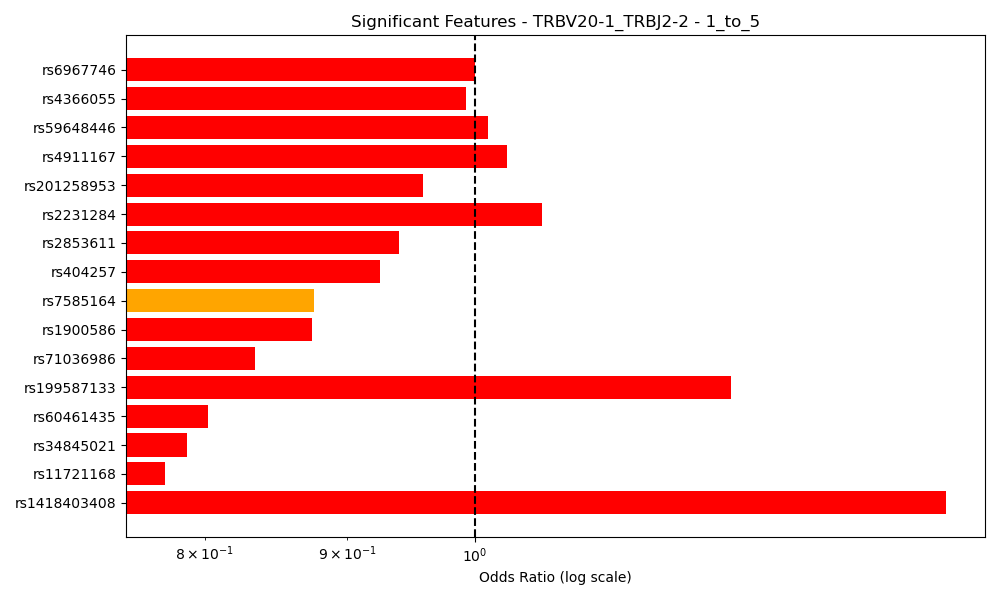 Significant Features - TRBV20-1_TRBJ2-2 - 1_to_5
rs6967746
rs4366055
rs59648446
rs4911167
rs201258953
rs2231284
rs2853611
rs404257
rs7585164
rs1900586
rs71036986
rs199587133
rs60461435
rs34845021
rs11721168
rs1418403408
8 × 10⁻¹ 9 × 10⁻¹ 10⁰
Odds Ratio (log scale)